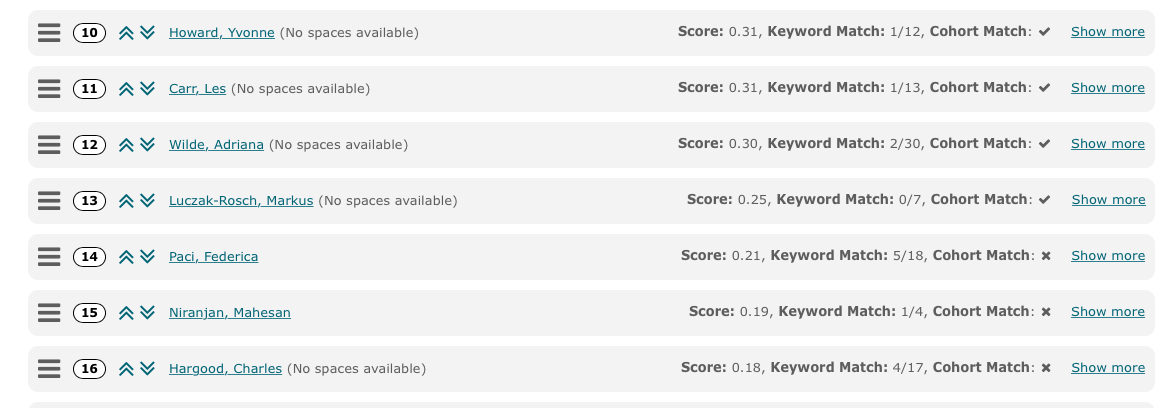 10 Howard, Yvonne (No spaces available) Score: 0.31, Keyword Match: 1/12, Cohort Match: ✔ Show more
11 Carr, Les (No spaces available) Score: 0.31, Keyword Match: 1/13, Cohort Match: ✔ Show more
12 Wilde, Adriana (No spaces available) Score: 0.30, Keyword Match: 2/30, Cohort Match: ✔ Show more
13 Luczak-Rosch, Markus (No spaces available) Score: 0.25, Keyword Match: 0/7, Cohort Match: ✔ Show more
14 Paci, Federica Score: 0.21, Keyword Match: 5/18, Cohort Match: ✖ Show more
15 Niranjan, Mahesan Score: 0.19, Keyword Match: 1/4, Cohort Match: ✖ Show more
16 Hargood, Charles (No spaces available) Score: 0.18, Keyword Match: 4/17, Cohort Match: ✖ Show more